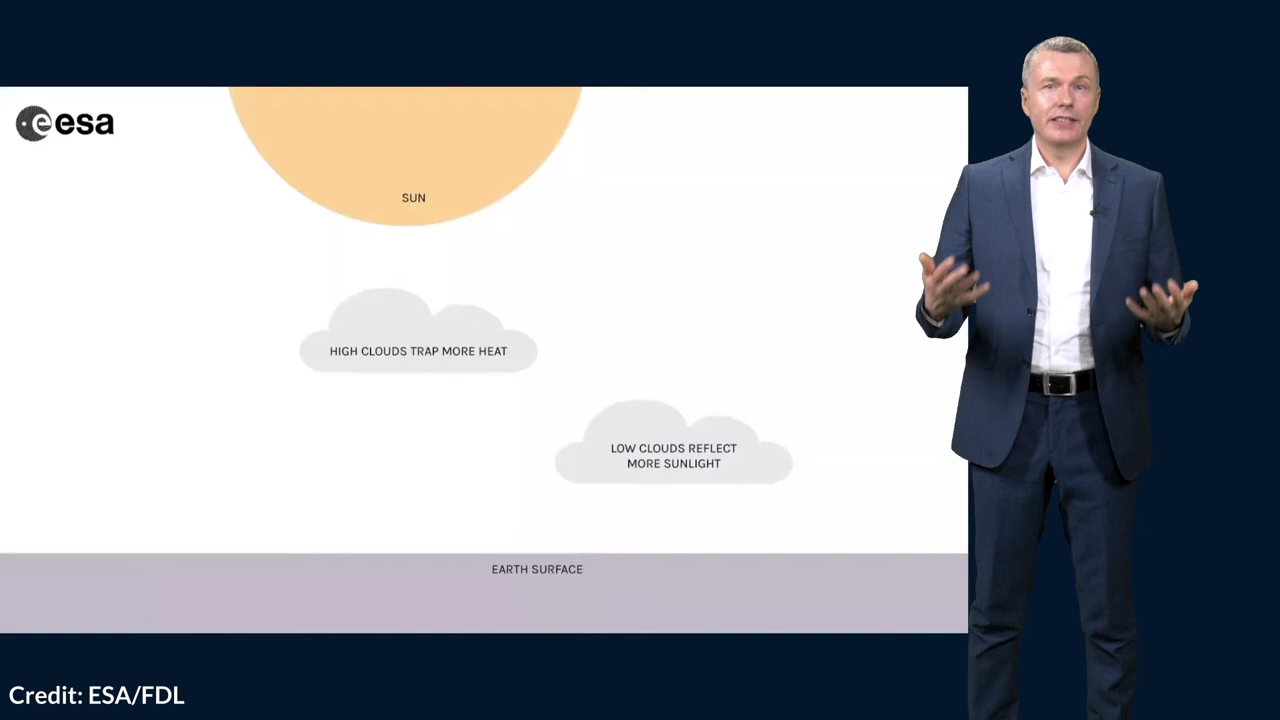 esa
SUN
HIGH CLOUDS TRAP MORE HEAT
LOW CLOUDS REFLECT
MORE SUNLIGHT
EARTH SURFACE
Credit: ESA/FDL